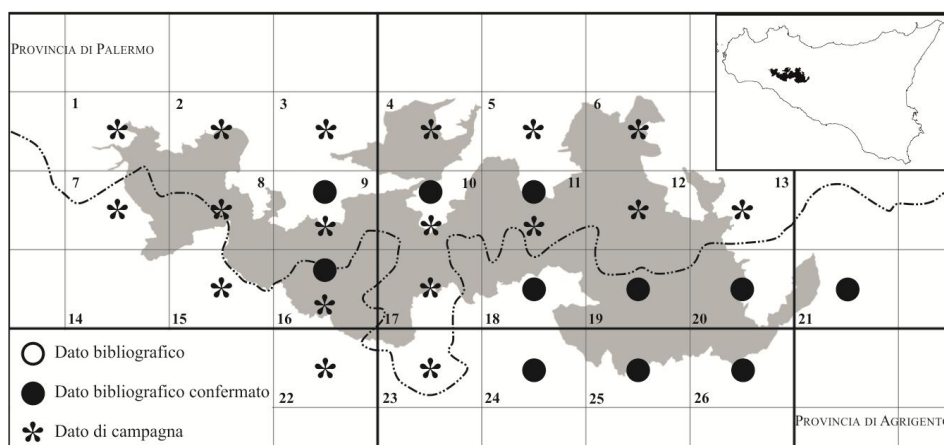 PROVINCIA DI PALERMO
1 2 3 4 5 6
7 8 9 10 11 12 13
14 15 16 17 18 19 20 21
Dato bibliografico
Dato bibliografico confermato
22 23 24 25 26
Dato di campagna
PROVINCIA DI AGRIGENTO